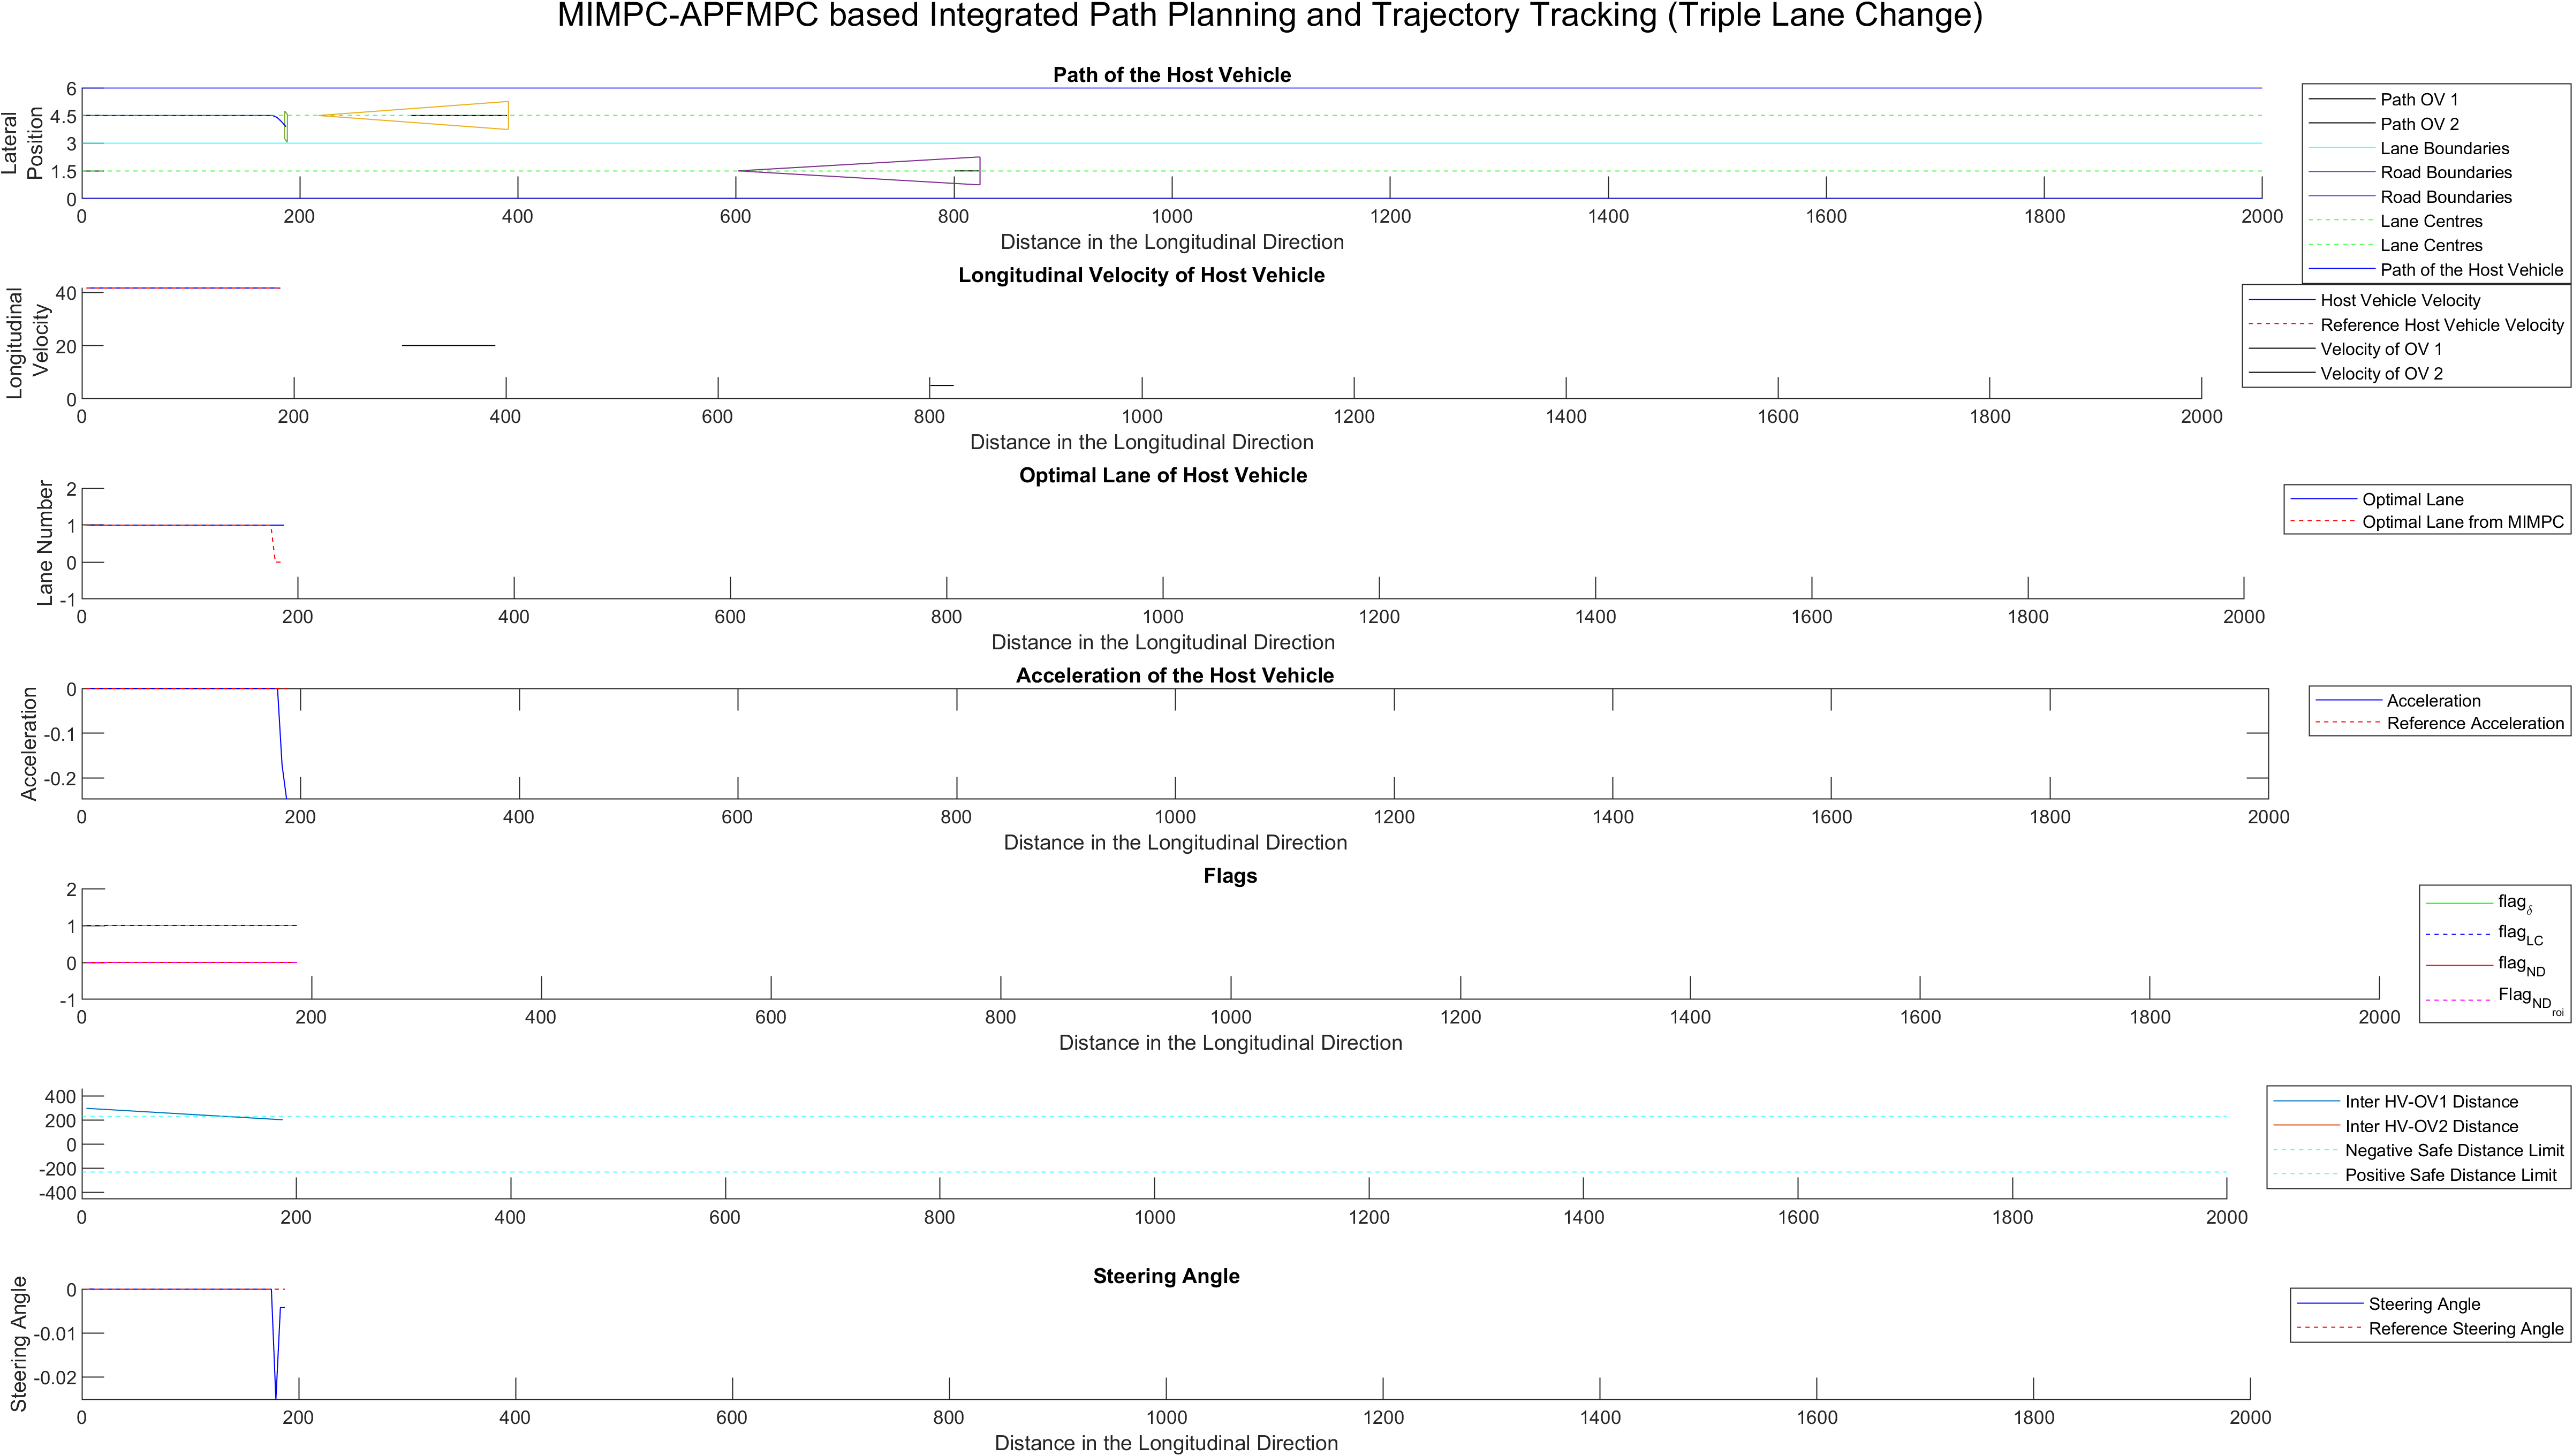 MIMPC-APFMPC based Integrated Path Planning and Trajectory Tracking (Triple Lane Change)
Path of the Host Vehicle
Lateral
Position
6
4.5
3
1.5
0
0 200 400 600 800 1000 1200 1400 1600 1800 2000
Distance in the Longitudinal Direction
Path OV 1
Path OV 2
Lane Boundaries
Road Boundaries
Road Boundaries
Lane Centres
Lane Centres
Path of the Host Vehicle
Longitudinal Velocity of Host Vehicle
Longitudinal
Velocity
40
20
0
0 200 400 600 800 1000 1200 1400 1600 1800 2000
Distance in the Longitudinal Direction
Host Vehicle Velocity
Reference Host Vehicle Velocity
Velocity of OV 1
Velocity of OV 2
Optimal Lane of Host Vehicle
Lane Number
2
1
0
-1
0 200 400 600 800 1000 1200 1400 1600 1800 2000
Distance in the Longitudinal Direction
Optimal Lane
Optimal Lane from MIMPC
Acceleration of the Host Vehicle
Acceleration
0
-0.1
-0.2
0 200 400 600 800 1000 1200 1400 1600 1800 2000
Distance in the Longitudinal Direction
Acceleration
Reference Acceleration
Flags
2
1
0
-1
0 200 400 600 800 1000 1200 1400 1600 1800 2000
Distance in the Longitudinal Direction
flag δ
flag LC
flag ND
Flag ND roi
400
200
0
-200
-400
0 200 400 600 800 1000 1200 1400 1600 1800 2000
Inter HV-OV1 Distance
Inter HV-OV2 Distance
Negative Safe Distance Limit
Positive Safe Distance Limit
Steering Angle
Steering Angle
0
-0.01
-0.02
0 200 400 600 800 1000 1200 1400 1600 1800 2000
Distance in the Longitudinal Direction
Steering Angle
Reference Steering Angle